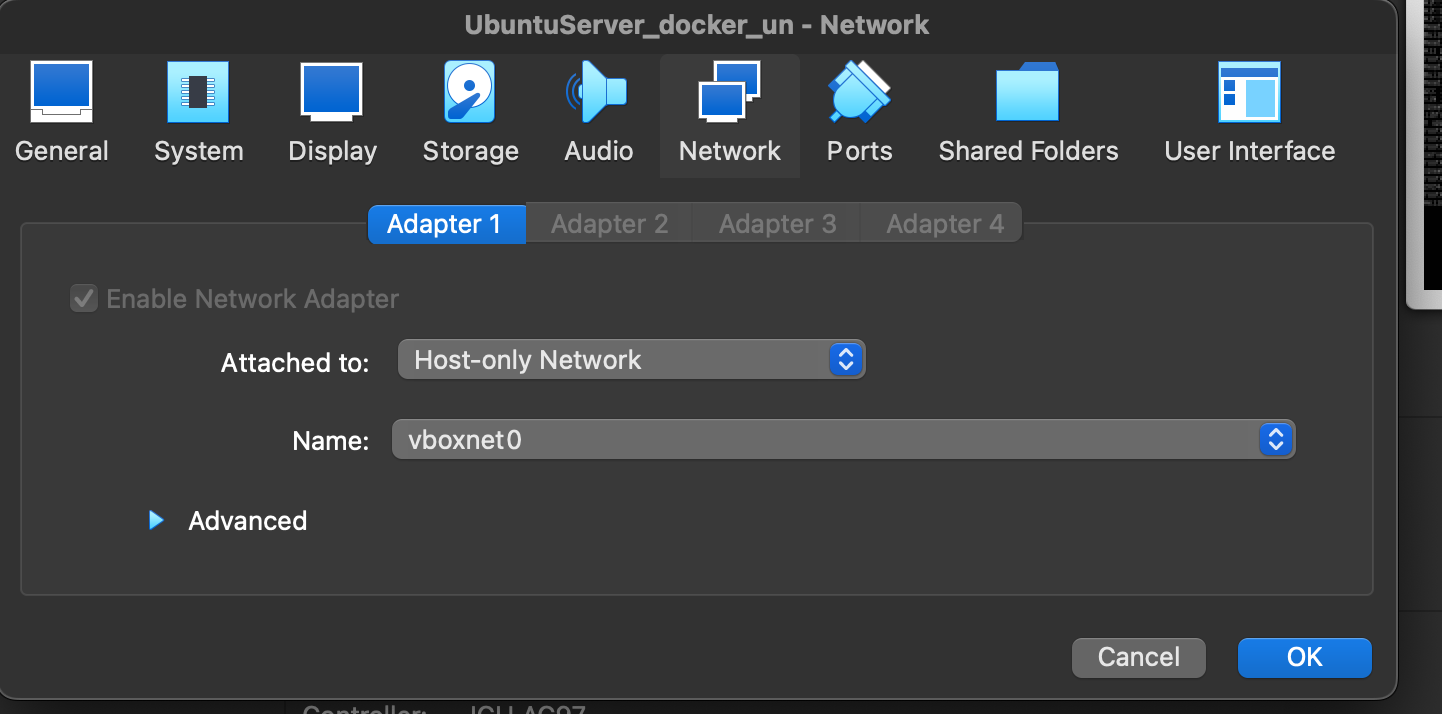 UbuntuServer_docker_un - Network
General System Display Storage Audio Network Ports Shared Folders User Interface
Adapter 1 Adapter 2 Adapter 3 Adapter 4
Enable Network Adapter
Attached to: Host-only Network
Name: vboxnet0
Advanced
Cancel OK
Controller: